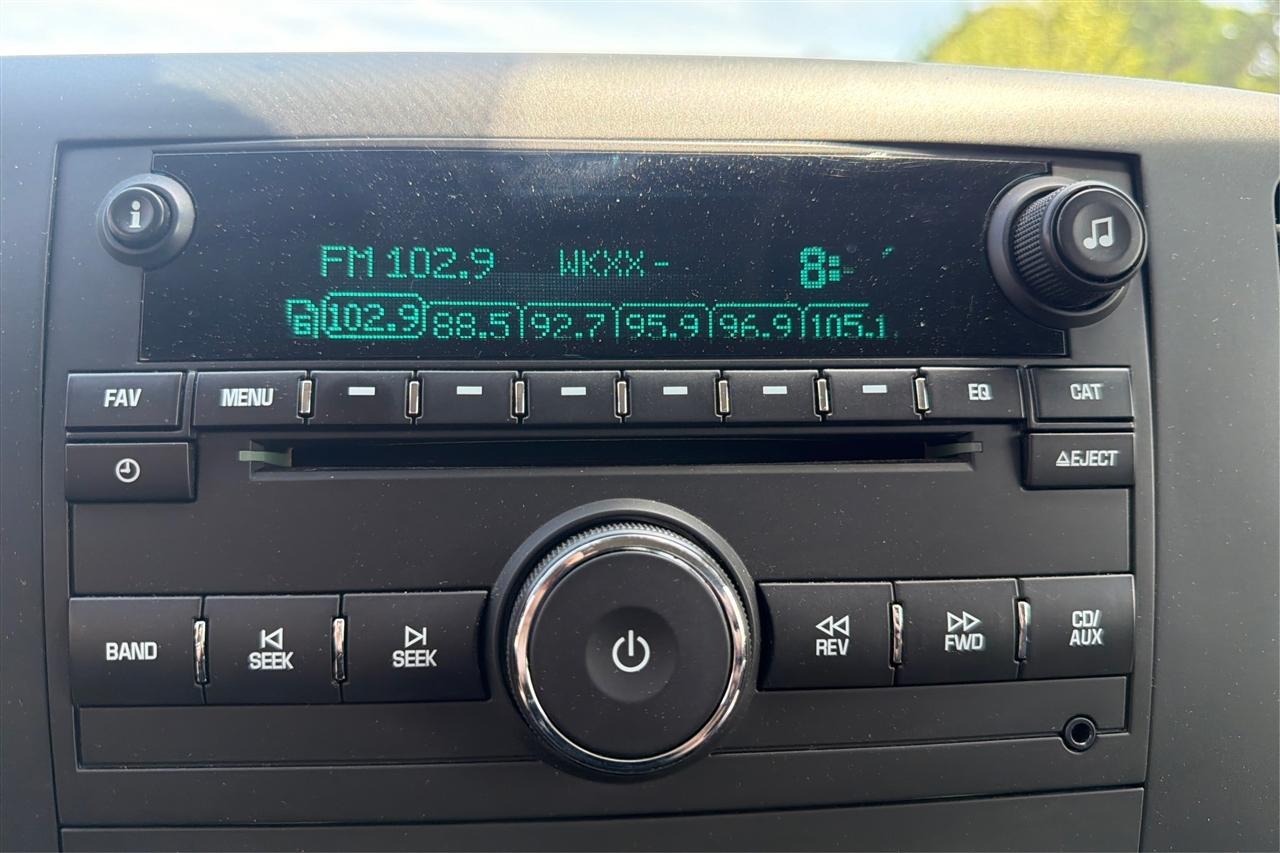 FM 102.9 WKXX- 8:
102.9 88.5 92.7 95.9 96.9 105.1
FAV MENU EQ CAT
EJECT
BAND SEEK SEEK REV FWD CD/
AUX